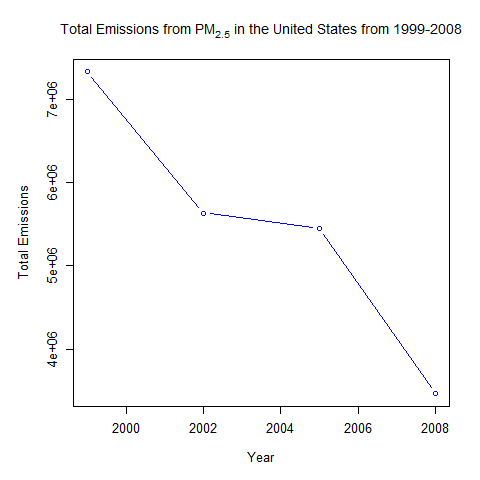 Total Emissions from PM2.5 in the United States from 1999-2008
Total Emissions
7e+06
6e+06
5e+06
4e+06
2000 2002 2004 2006 2008
Year